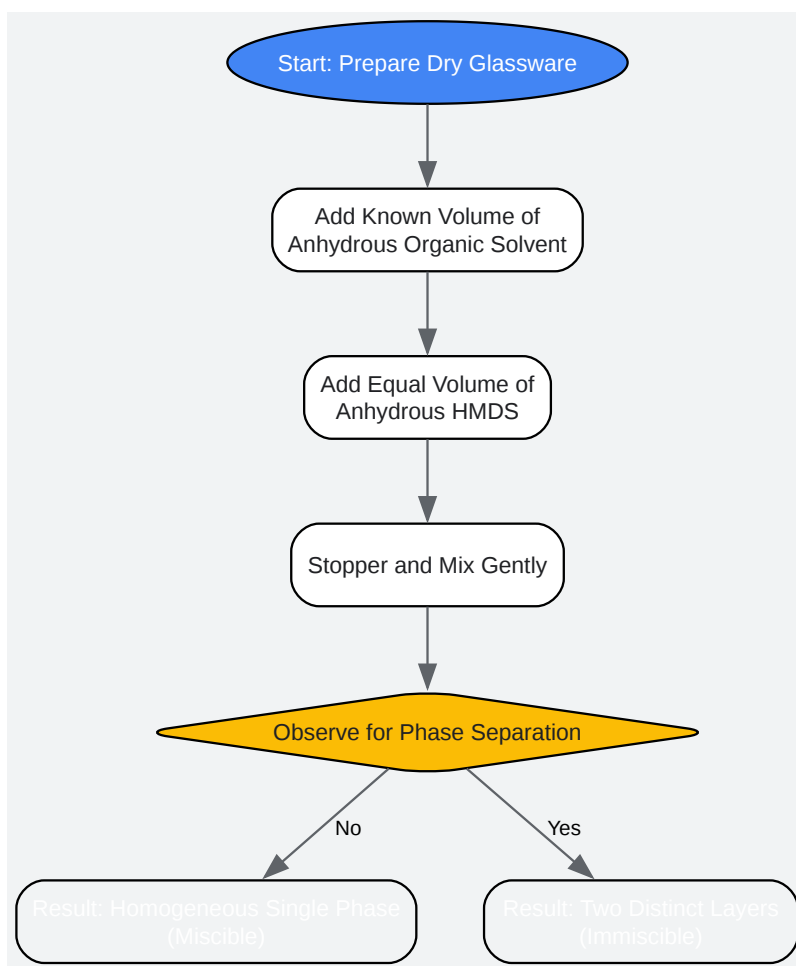 Start: Prepare Dry Glassware
Add Known Volume of
Anhydrous Organic Solvent
Add Equal Volume of
Anhydrous HMDS
Stopper and Mix Gently
Observe for Phase Separation
No
Yes
Result: Homogeneous Single Phase
(Miscible)
Result: Two Distinct Layers
(Immiscible)